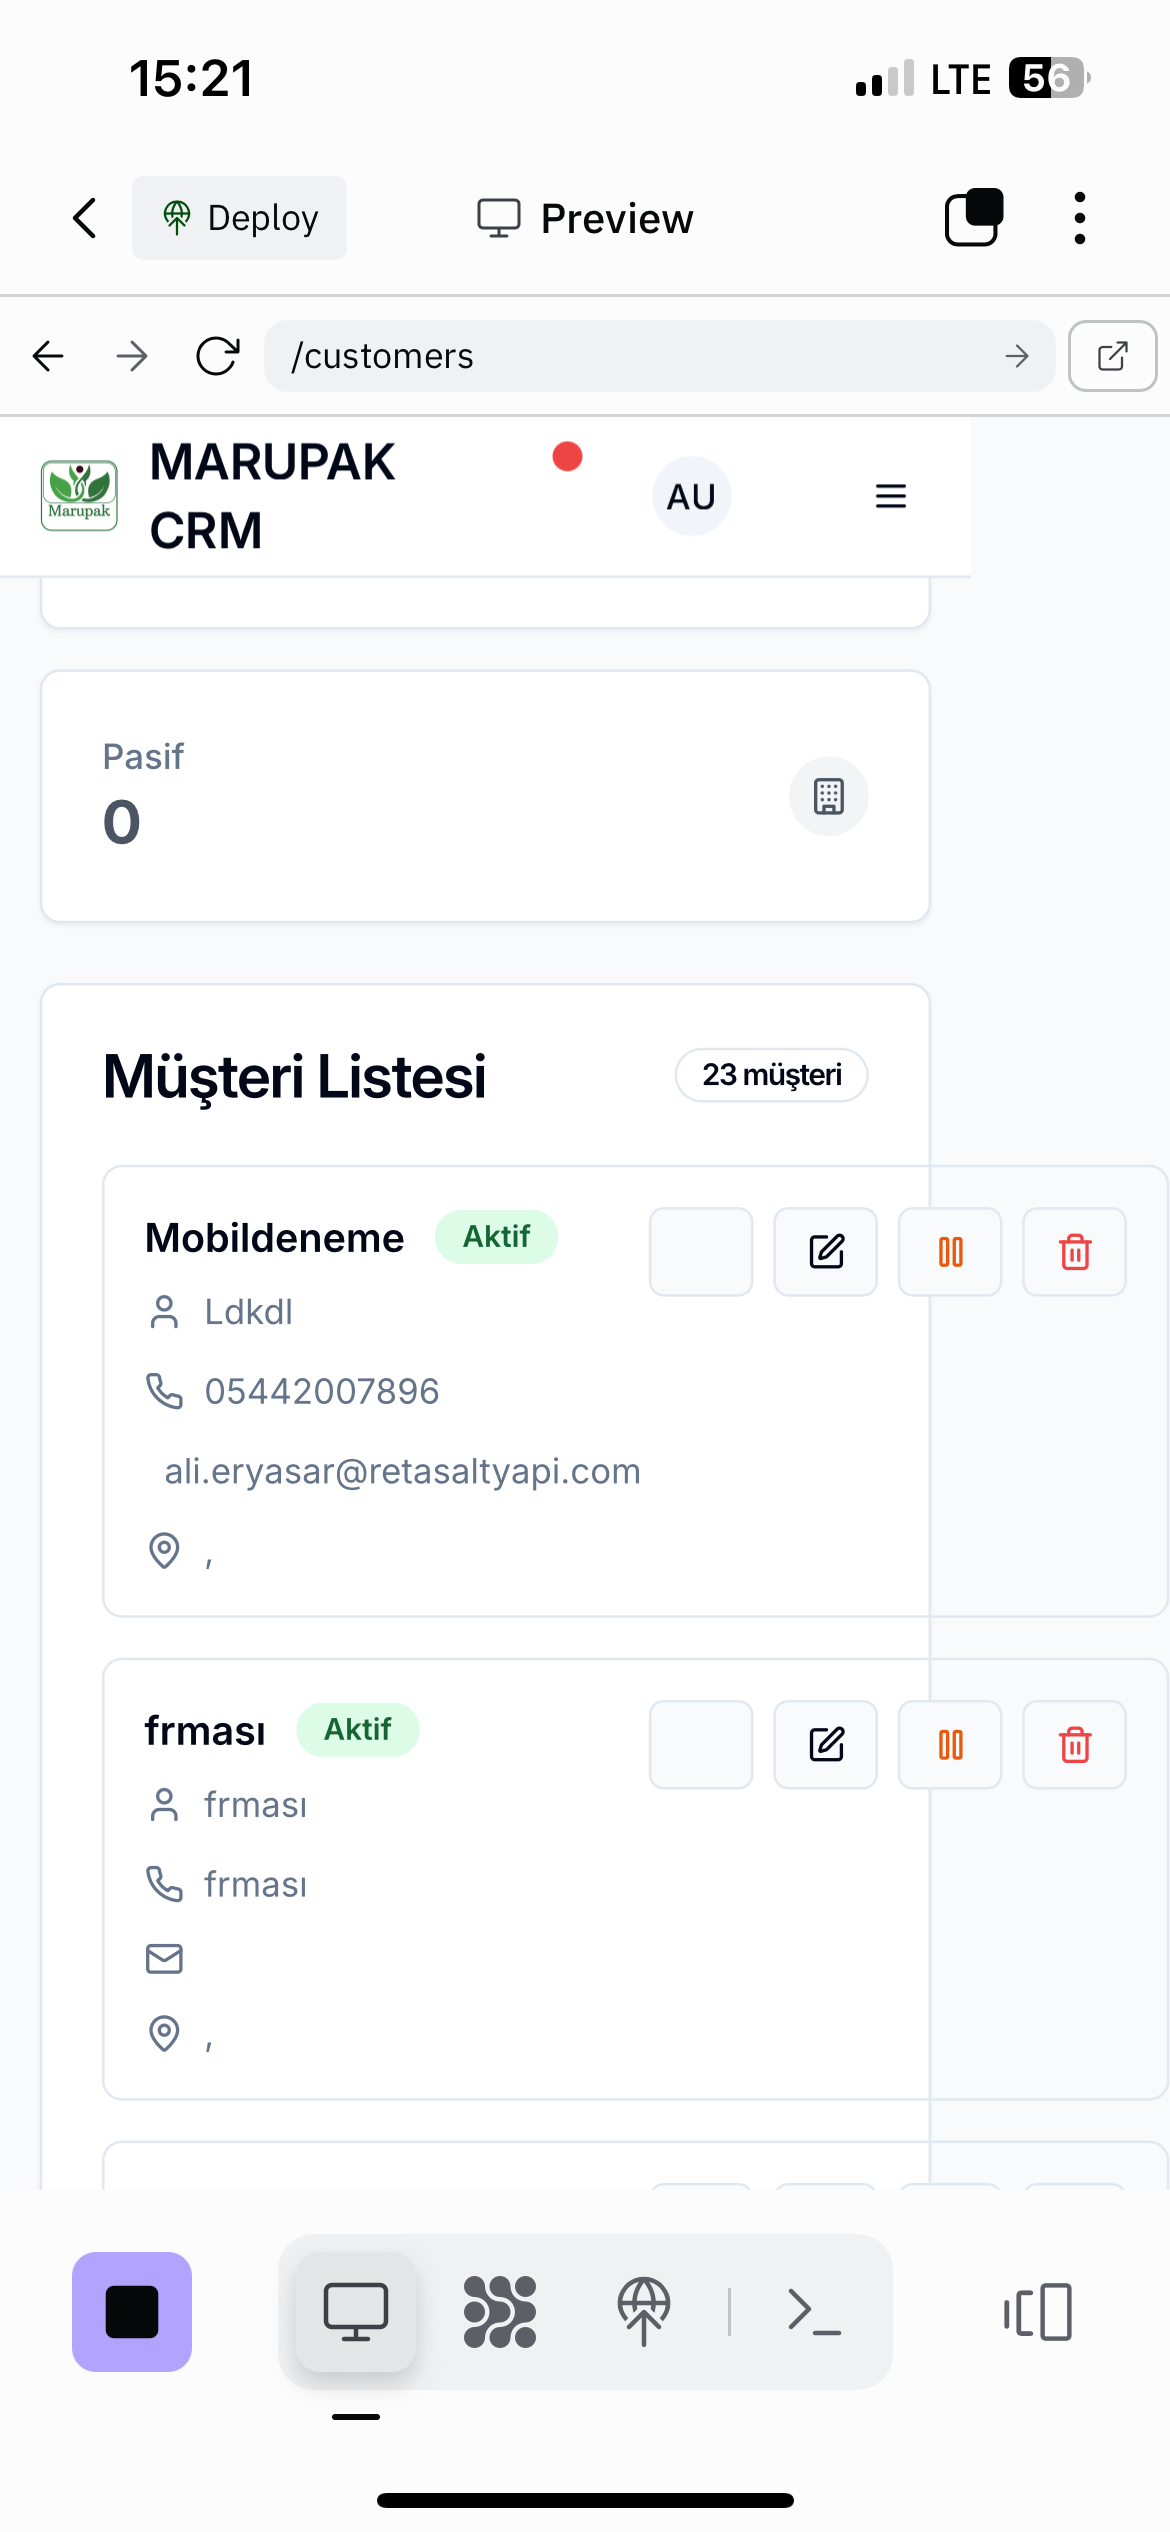 15:21
LTE
56
Deploy
Preview
/customers
Marupak
MARUPAK
CRM
AU
Pasif
0
Müşteri Listesi
23 müşteri
Mobildeneme
Aktif
Ldkdl
05442007896
ali.eryasar@retasaltyapi.com
,
frması
Aktif
frması
frması
,